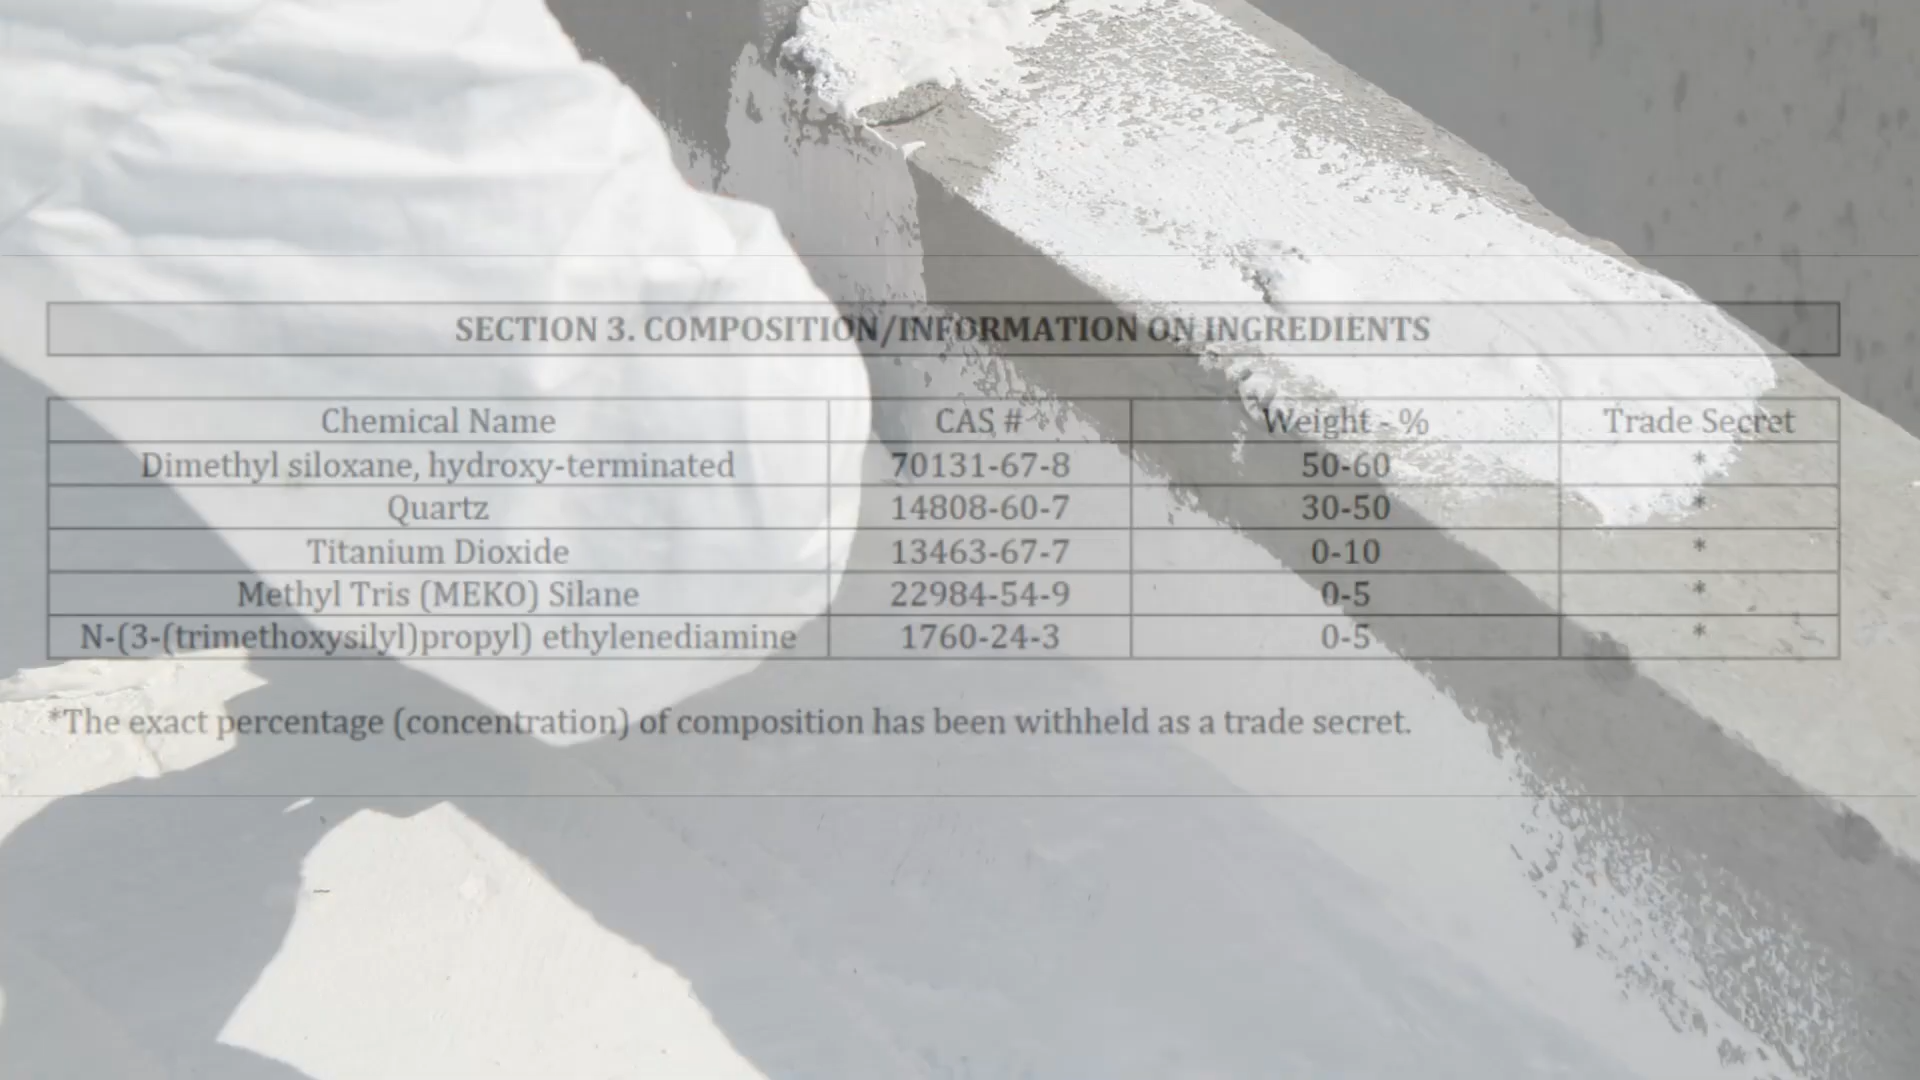 SECTION 3. COMPOSITION/INFORMATION ON INGREDIENTS
Chemical Name CAS # Weight - % Trade Secret
Dimethyl siloxane, hydroxy-terminated 70131-67-8 50-60 *
Quartz 14808-60-7 30-50 *
Titanium Dioxide 13463-67-7 0-10 *
Methyl Tris (MEKO) Silane 22984-54-9 0-5 *
N-(3-(trimethoxysilyl)propyl) ethylenediamine 1760-24-3 0-5 *
*The exact percentage (concentration) of composition has been withheld as a trade secret.